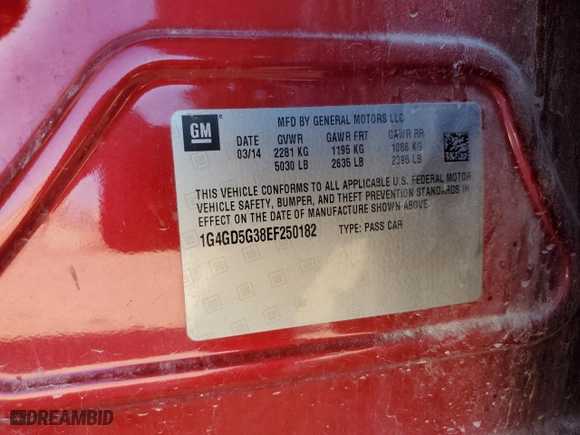 GM
MFD BY GENERAL MOTORS LLC
DATE GVWR GAWR FRT GAWR RR
03/14 2281 KG 1195 KG 1086 KG
5030 LB 2635 LB 2395 LB
THIS VEHICLE CONFORMS TO ALL APPLICABLE U.S. FEDERAL MOTOR
VEHICLE SAFETY, BUMPER, AND THEFT PREVENTION STANDARDS IN
EFFECT ON THE DATE OF MANUFACTURE SHOWN ABOVE
1G4GD5G38EF250182 TYPE: PASS CAR
DREAMBID